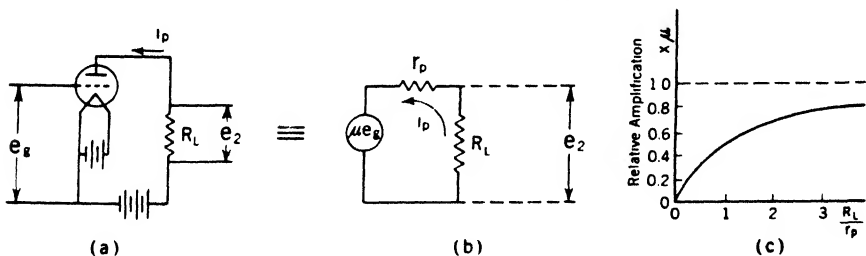 ip
eg
RL
e2
(a)
≡
rp
μeg
ip
RL
e2
(b)
Relative Amplification x μ
1.0
0.8
0.6
0.4
0.2
0
0 1 2 3 RL/rp
(c)